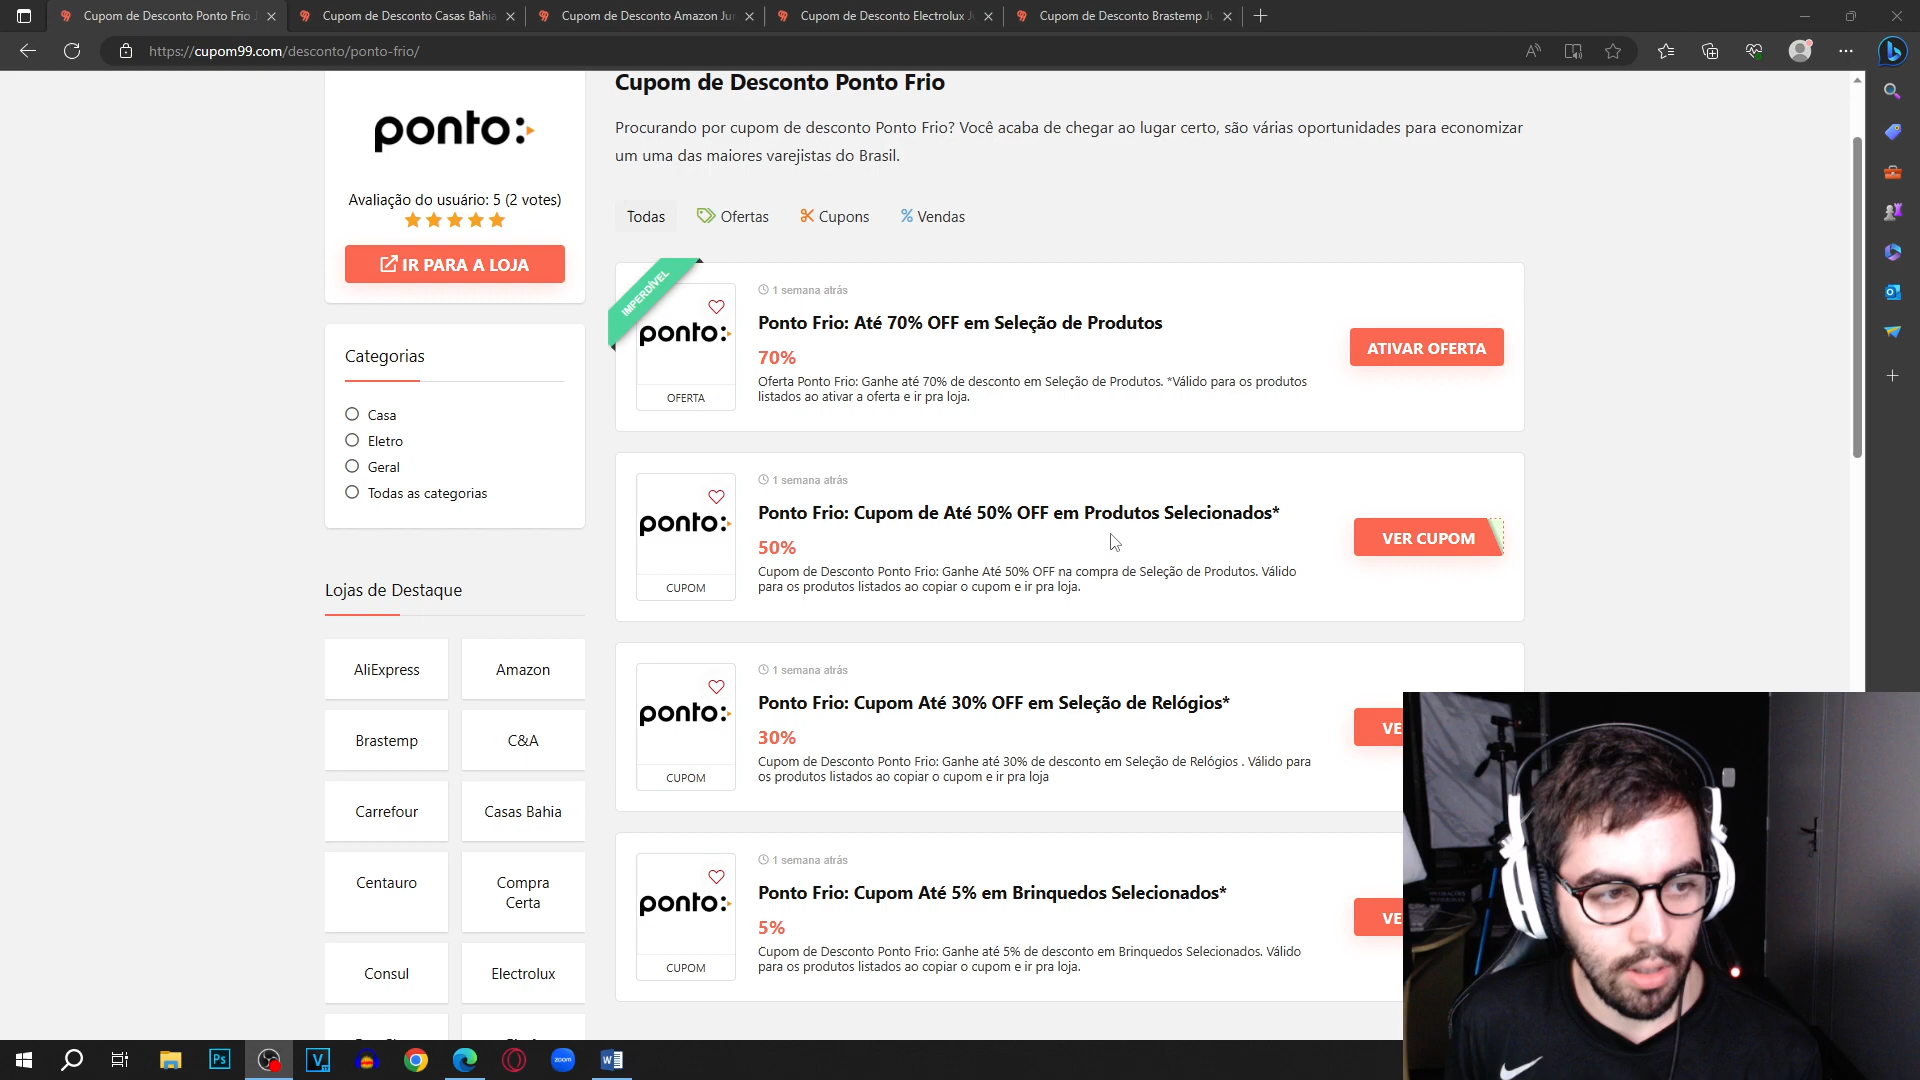 Cupom de Desconto Ponto Frio
Cupom de Desconto Casas Bahia
Cupom de Desconto Amazon
Cupom de Desconto Electrolux
Cupom de Desconto Brastemp
https://cupom99.com/desconto/ponto-frio/
ponto:
Avaliação do usuário: 5 (2 votes)
IR PARA A LOJA
Categorias
Casa
Eletro
Geral
Todas as categorias
Lojas de Destaque
AliExpress
Amazon
Brastemp
C&A
Carrefour
Casas Bahia
Centauro
Compra
Certa
Consul
Electrolux
Cupom de Desconto Ponto Frio
Procurando por cupom de desconto Ponto Frio? Você acaba de chegar ao lugar certo, são várias oportunidades para economizar
um uma das maiores varejistas do Brasil.
Todas
Ofertas
Cupons
Vendas
IMPERDÍVEL
ponto:
OFERTA
1 semana atrás
Ponto Frio: Até 70% OFF em Seleção de Produtos
70%
Oferta Ponto Frio: Ganhe até 70% de desconto em Seleção de Produtos. *Válido para os produtos
listados ao ativar a oferta e ir pra loja.
ATIVAR OFERTA
ponto:
CUPOM
1 semana atrás
Ponto Frio: Cupom de Até 50% OFF em Produtos Selecionados*
50%
Cupom de Desconto Ponto Frio: Ganhe Até 50% OFF na compra de Seleção de Produtos. Válido
para os produtos listados ao copiar o cupom e ir pra loja.
VER CUPOM
ponto:
CUPOM
1 semana atrás
Ponto Frio: Cupom Até 30% OFF em Seleção de Relógios*
30%
Cupom de Desconto Ponto Frio: Ganhe até 30% de desconto em Seleção de Relógios . Válido para
os produtos listados ao copiar o cupom e ir pra loja
VE
ponto:
CUPOM
1 semana atrás
Ponto Frio: Cupom Até 5% em Brinquedos Selecionados*
5%
Cupom de Desconto Ponto Frio: Ganhe até 5% de desconto em Brinquedos Selecionados. Válido
para os produtos listados ao copiar o cupom e ir pra loja.
VE
Ps
V
zoom